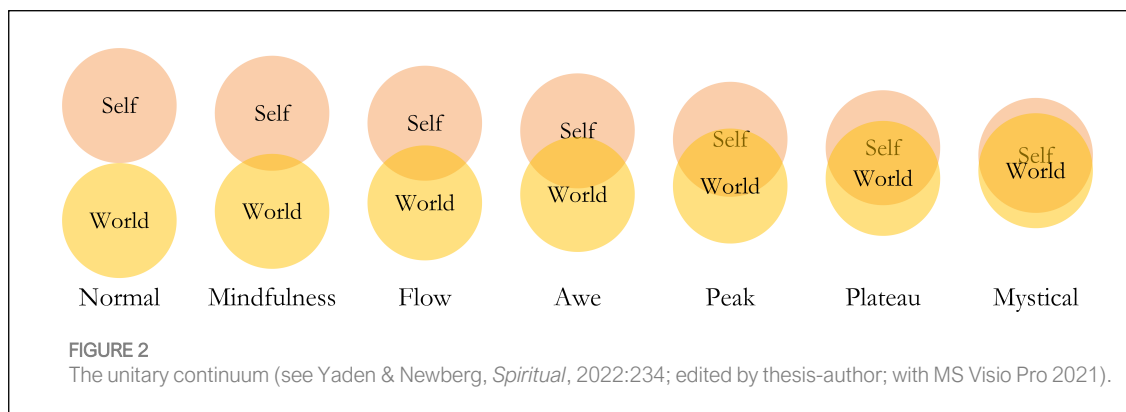 Self Self Self Self Self Self Self
World World World World World World World
Normal Mindfulness Flow Awe Peak Plateau Mystical
FIGURE 2
The unitary continuum (see Yaden & Newberg, Spiritual, 2022:234; edited by thesis-author; with MS Visio Pro 2021).